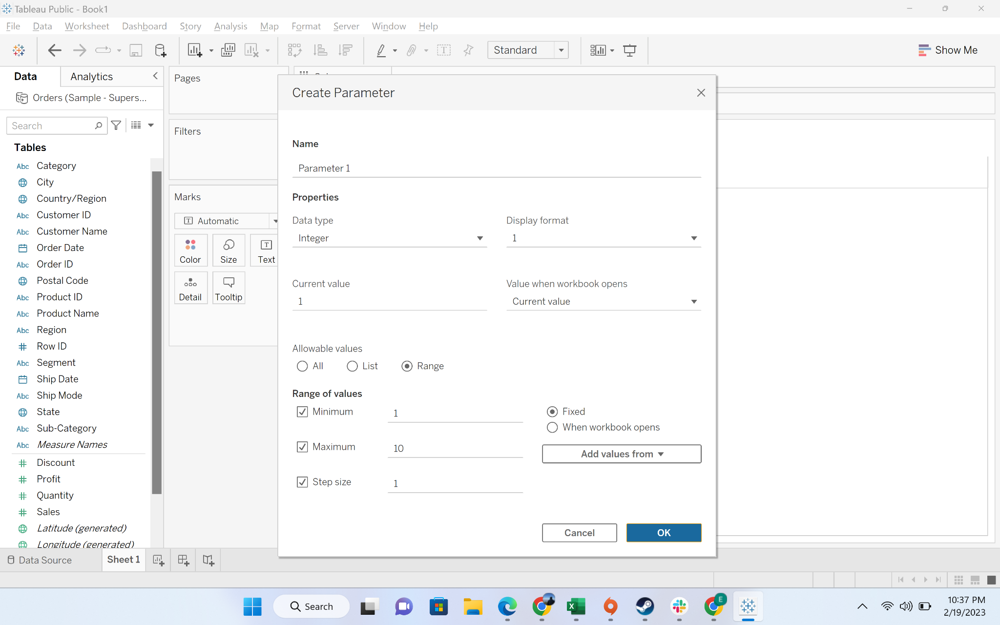 Tableau Public - Book1
File Data Worksheet Dashboard Story Analysis Map Format Server Window Help
Standard
Show Me
Data
Analytics
Orders (Sample - Supers...
Search
Tables
Abc Category
City
Country/Region
Abc Customer ID
Abc Customer Name
Order Date
Abc Order ID
Postal Code
Abc Product ID
Abc Product Name
Abc Region
Row ID
Abc Segment
Ship Date
Abc Ship Mode
State
Abc Sub-Category
Abc Measure Names
Discount
Profit
Quantity
Sales
Latitude (generated)
Longitude (generated)
Pages
Filters
Marks
Automatic
Color Size Text
Detail Tooltip
Create Parameter
Name
Parameter 1
Properties
Data type
Integer
Display format
1
Current value
1
Value when workbook opens
Current value
Allowable values
All List Range
Range of values
Minimum 1
Maximum 10
Step size 1
Fixed
When workbook opens
Add values from
Cancel OK
Data Source
Sheet 1
Search
E
10:37 PM
2/19/2023